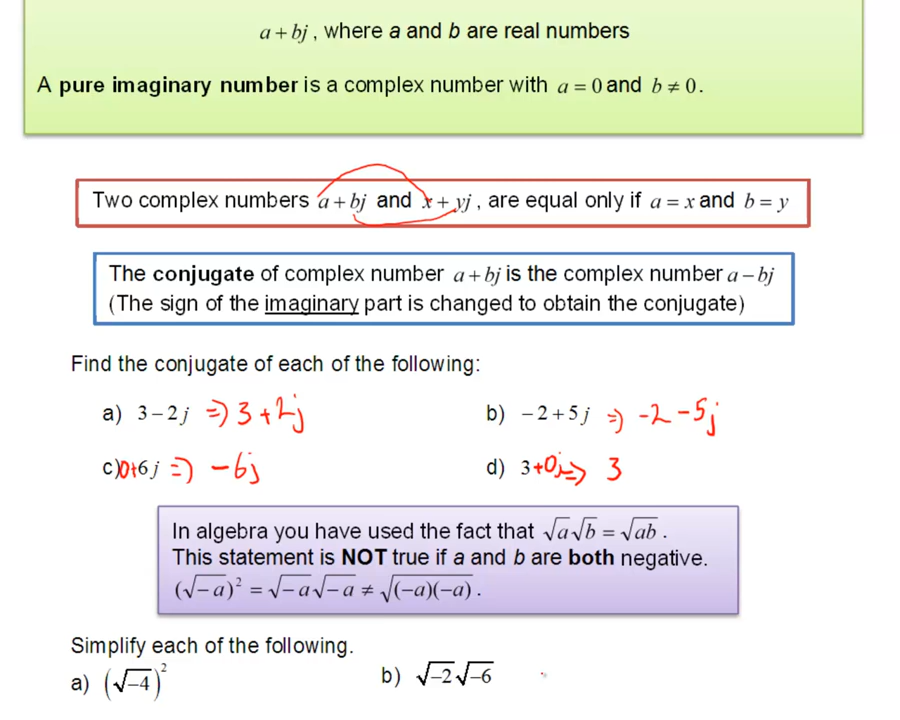 a + bj , where a and b are real numbers
A pure imaginary number is a complex number with a = 0 and b ≠ 0.
Two complex numbers a + bj and x + yj , are equal only if a = x and b = y
The conjugate of complex number a + bj is the complex number a − bj
(The sign of the imaginary part is changed to obtain the conjugate)
Find the conjugate of each of the following:
a) 3 − 2j ⇒ 3 + 2j b) − 2 + 5j ⇒ -2 - 5j
c) 0+6j ⇒ -6j d) 3+0j ⇒ 3
In algebra you have used the fact that √a√b = √ab .
This statement is NOT true if a and b are both negative.
(√−a)² = √−a√−a ≠ √(−a)(−a) .
Simplify each of the following.
a) (√−4)² b) √−2√−6